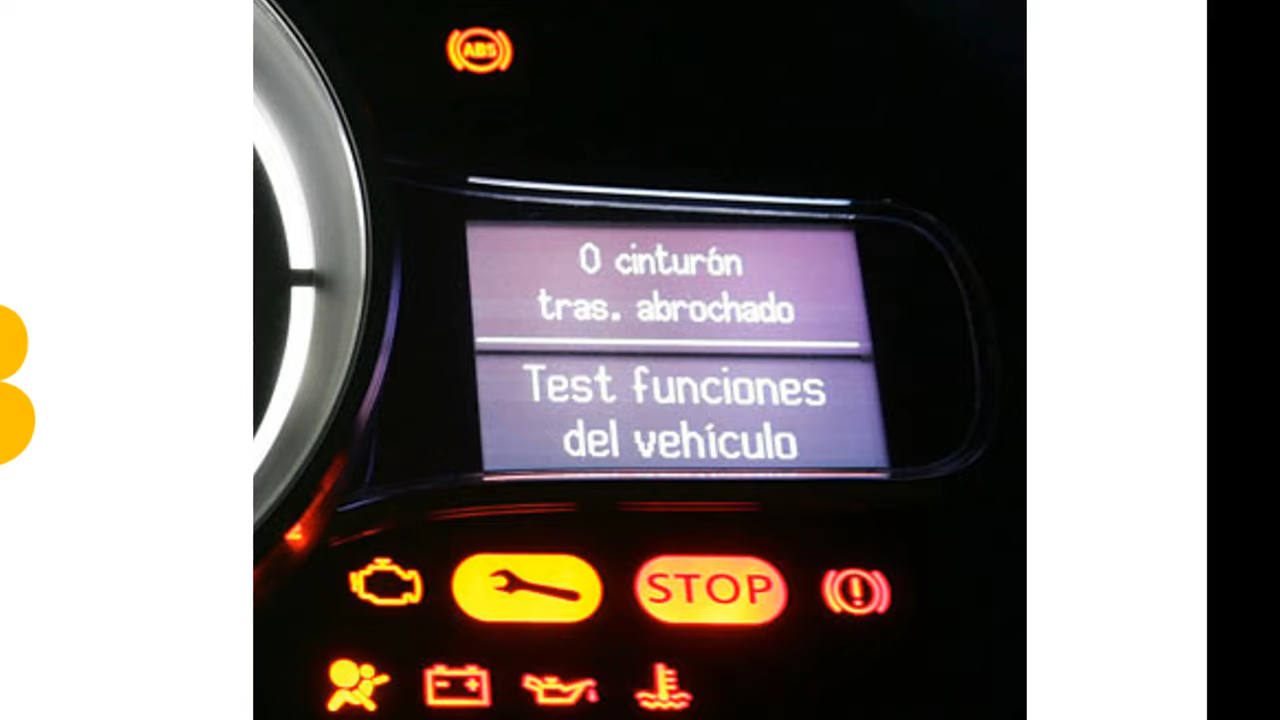 ABS
0 cinturón
tras. abrochado
Test funciones
del vehículo
STOP